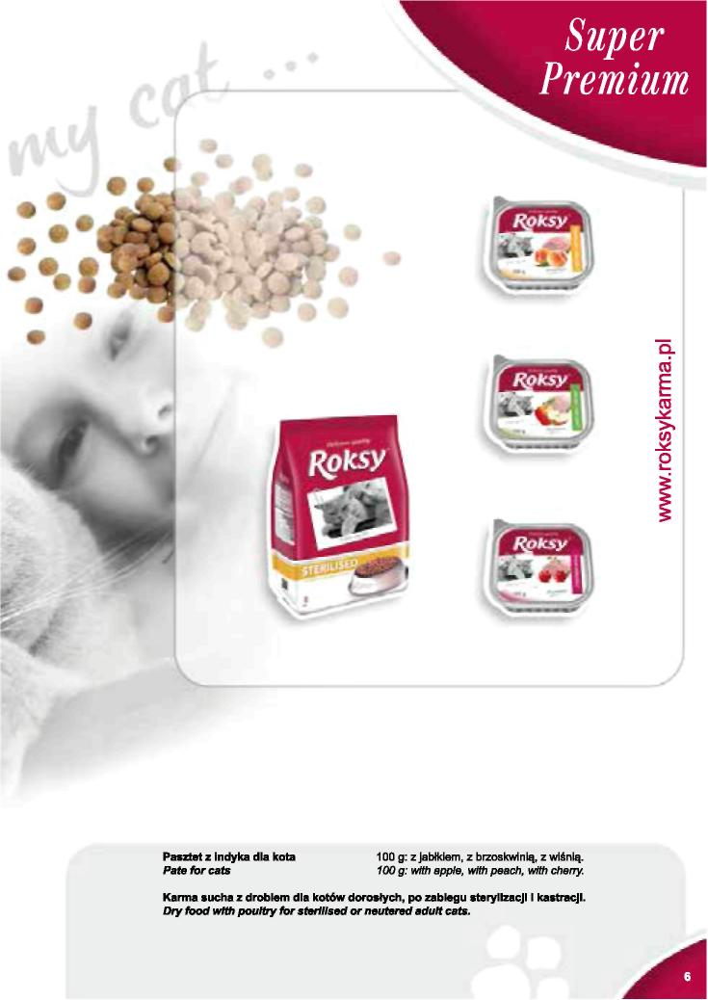 Super
Premium
my cat ...
Roksy
www.roksykarma.pl
Roksy
Roksy
STERILISED
Roksy
Pasztet z indyka dla kota 100 g: z jabłkiem, z brzoskwinią, z wiśnią.
Pate for cats 100 g: with apple, with peach, with cherry.
Karma sucha z drobiem dla kotów dorosłych, po zabiegu sterylizacji i kastracji.
Dry food with poultry for sterilised or neutered adult cats.
6